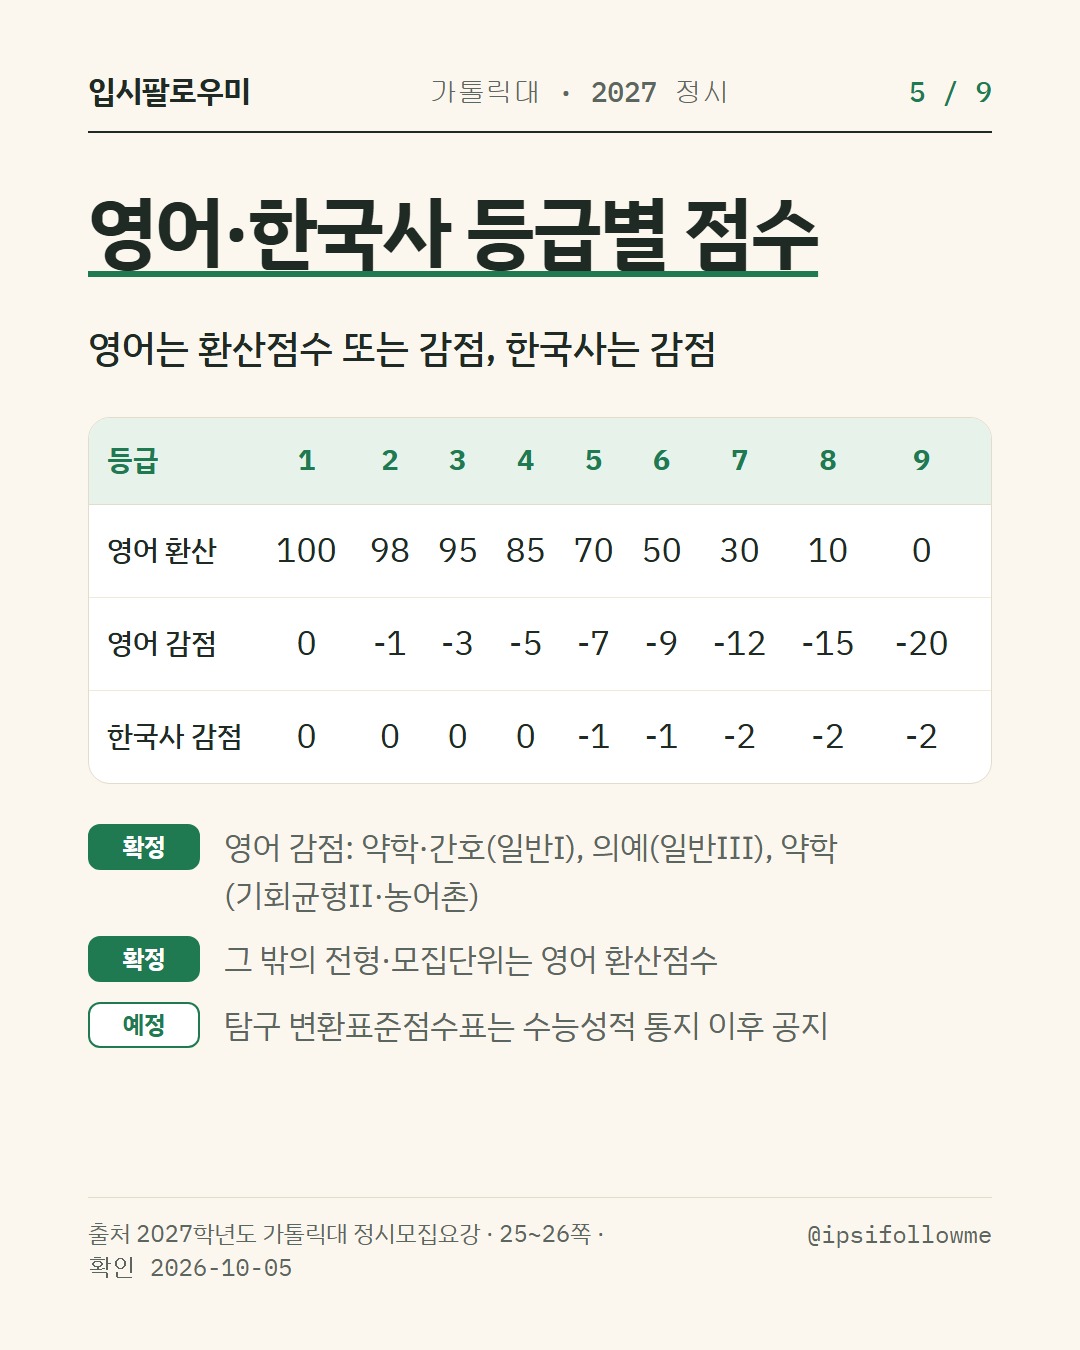 입시팔로우미
가톨릭대 · 2027 정시
5 / 9
영어·한국사 등급별 점수
영어는 환산점수 또는 감점, 한국사는 감점
등급 1 2 3 4 5 6 7 8 9
영어 환산 100 98 95 85 70 50 30 10 0
영어 감점 0 -1 -3 -5 -7 -9 -12 -15 -20
한국사 감점 0 0 0 0 -1 -1 -2 -2 -2
확정 영어 감점: 약학·간호(일반I), 의예(일반III), 약학
(기회균형II·농어촌)
확정 그 밖의 전형·모집단위는 영어 환산점수
예정 탐구 변환표준점수표는 수능성적 통지 이후 공지
출처 2027학년도 가톨릭대 정시모집요강 · 25~26쪽 ·
확인 2026-10-05
@ipsifollowme